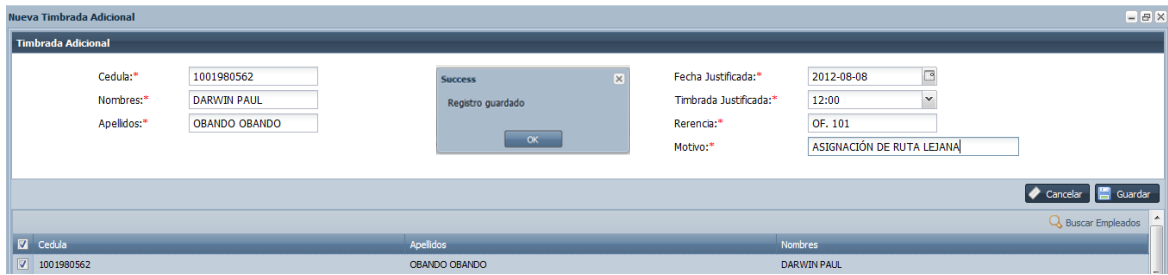 Nueva Timbrada Adicional
Timbrada Adicional
Cedula:* 1001980562
Nombres:* DARWIN PAUL
Apellidos:* OBANDO OBANDO
Success
Registro guardado
OK
Fecha Justificada:* 2012-08-08
Timbrada Justificada:* 12:00
Rerencia:* OF. 101
Motivo:* ASIGNACIÓN DE RUTA LEJANA
Cancelar Guardar
Buscar Empleados
Cedula Apellidos Nombres
1001980562 OBANDO OBANDO DARWIN PAUL